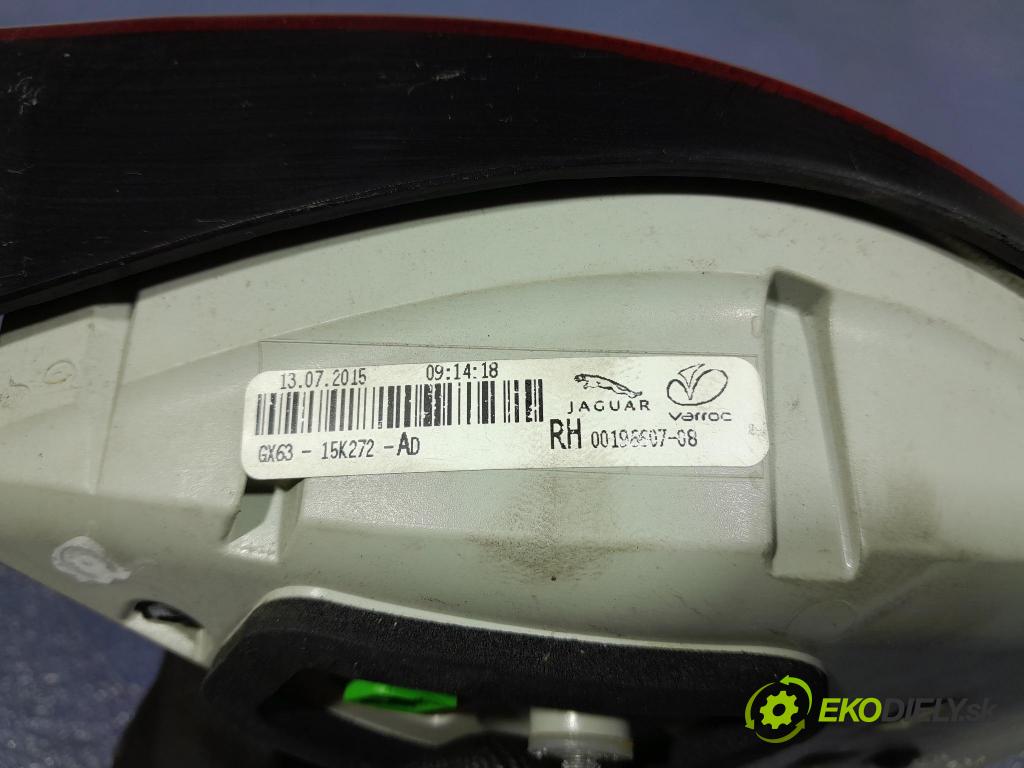 13.07.2015 09:14:18
JAGUAR varroc
GX63 - 15K272 - AD
RH
EKODIELY.sk